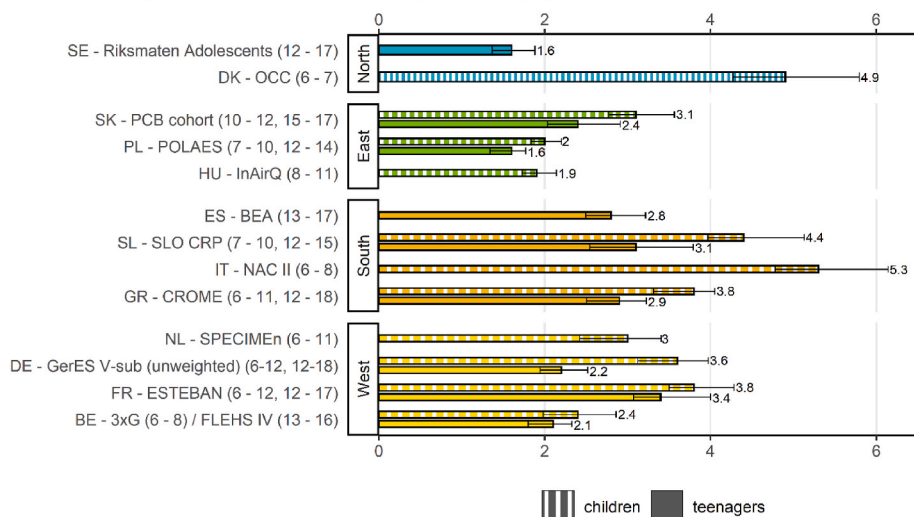 0 2 4 6
North
SE - Riksmaten Adolescents (12 - 17) 1.6
DK - OCC (6 - 7) 4.9
East
SK - PCB cohort (10 - 12, 15 - 17) 3.1
2.4
PL - POLAES (7 - 10, 12 - 14) 2
1.6
HU - InAirQ (8 - 11) 1.9
South
ES - BEA (13 - 17) 2.8
SL - SLO CRP (7 - 10, 12 - 15) 4.4
3.1
IT - NAC II (6 - 8) 5.3
GR - CROME (6 - 11, 12 - 18) 3.8
2.9
West
NL - SPECIMEn (6 - 11) 3
DE - GerES V-sub (unweighted) (6-12, 12-18) 3.6
2.2
FR - ESTEBAN (6 - 12, 12 - 17) 3.8
3.4
BE - 3xG (6 - 8) / FLEHS IV (13 - 16) 2.4
2.1
0 2 4 6
children teenagers